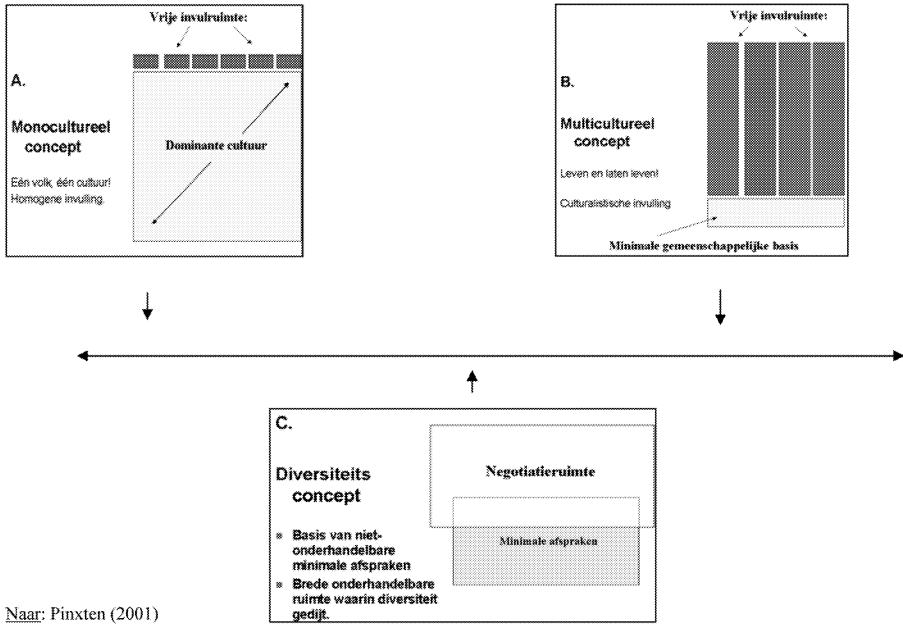 Vrije invulruimte:
A.
Monocultureel
concept
Dominante cultuur
Eén volk, één cultuur!
Homogene invulling.
Vrije invulruimte:
B.
Multicultureel
concept
Leven en laten leven!
Culturalistische invulling
Minimale gemeenschappelijke basis
C.
Diversiteits
concept
Negotiatieruimte
Minimale afspraken
Basis van niet-
onderhandelbare
minimale afspraken
Brede onderhandelbare
ruimte waarin diversiteit
gedijt.
Naar: Pinxten (2001)